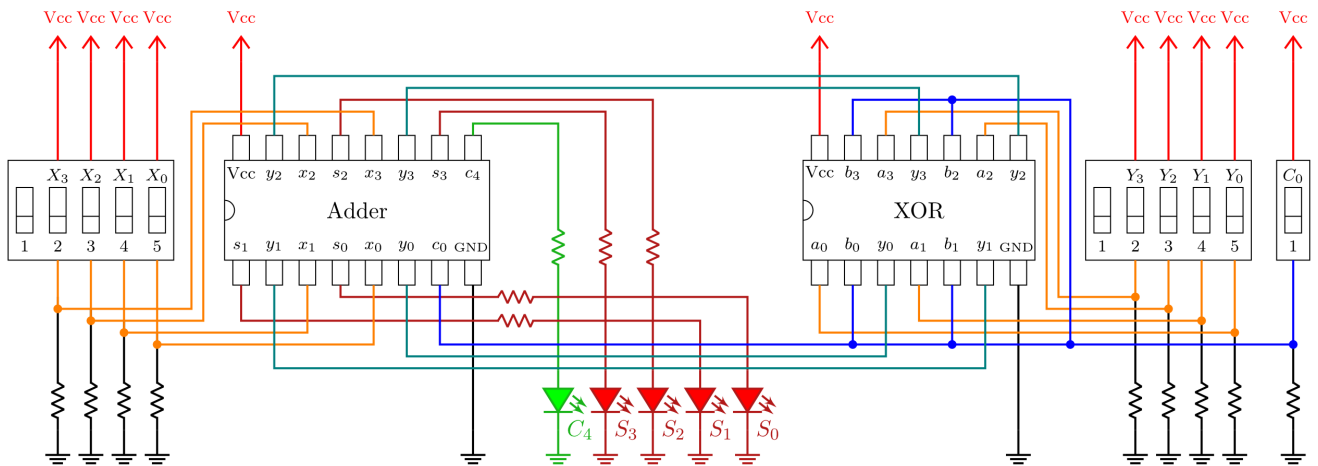 Vcc Vcc Vcc Vcc Vcc Vcc Vcc Vcc Vcc Vcc Vcc
X₃ X₂ X₁ X₀ Vcc y₂ x₂ s₂ x₃ y₃ s₃ c₄ Vcc b₃ a₃ y₃ b₂ a₂ y₂ Y₃ Y₂ Y₁ Y₀ C₀
Adder XOR
1 2 3 4 5 s₁ y₁ x₁ s₀ x₀ y₀ c₀ GND a₀ b₀ y₀ a₁ b₁ y₁ GND 1 2 3 4 5 1
C₄ S₃ S₂ S₁ S₀